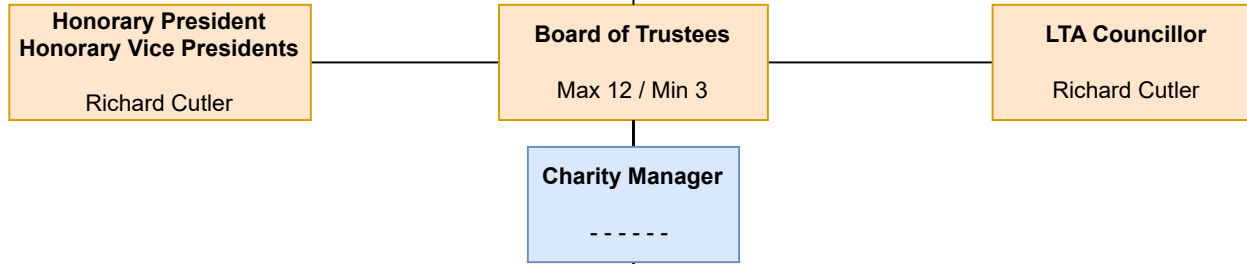 Honorary President
Honorary Vice Presidents
Richard Cutler
Board of Trustees
Max 12 / Min 3
LTA Councillor
Richard Cutler
Charity Manager
- - - - - -